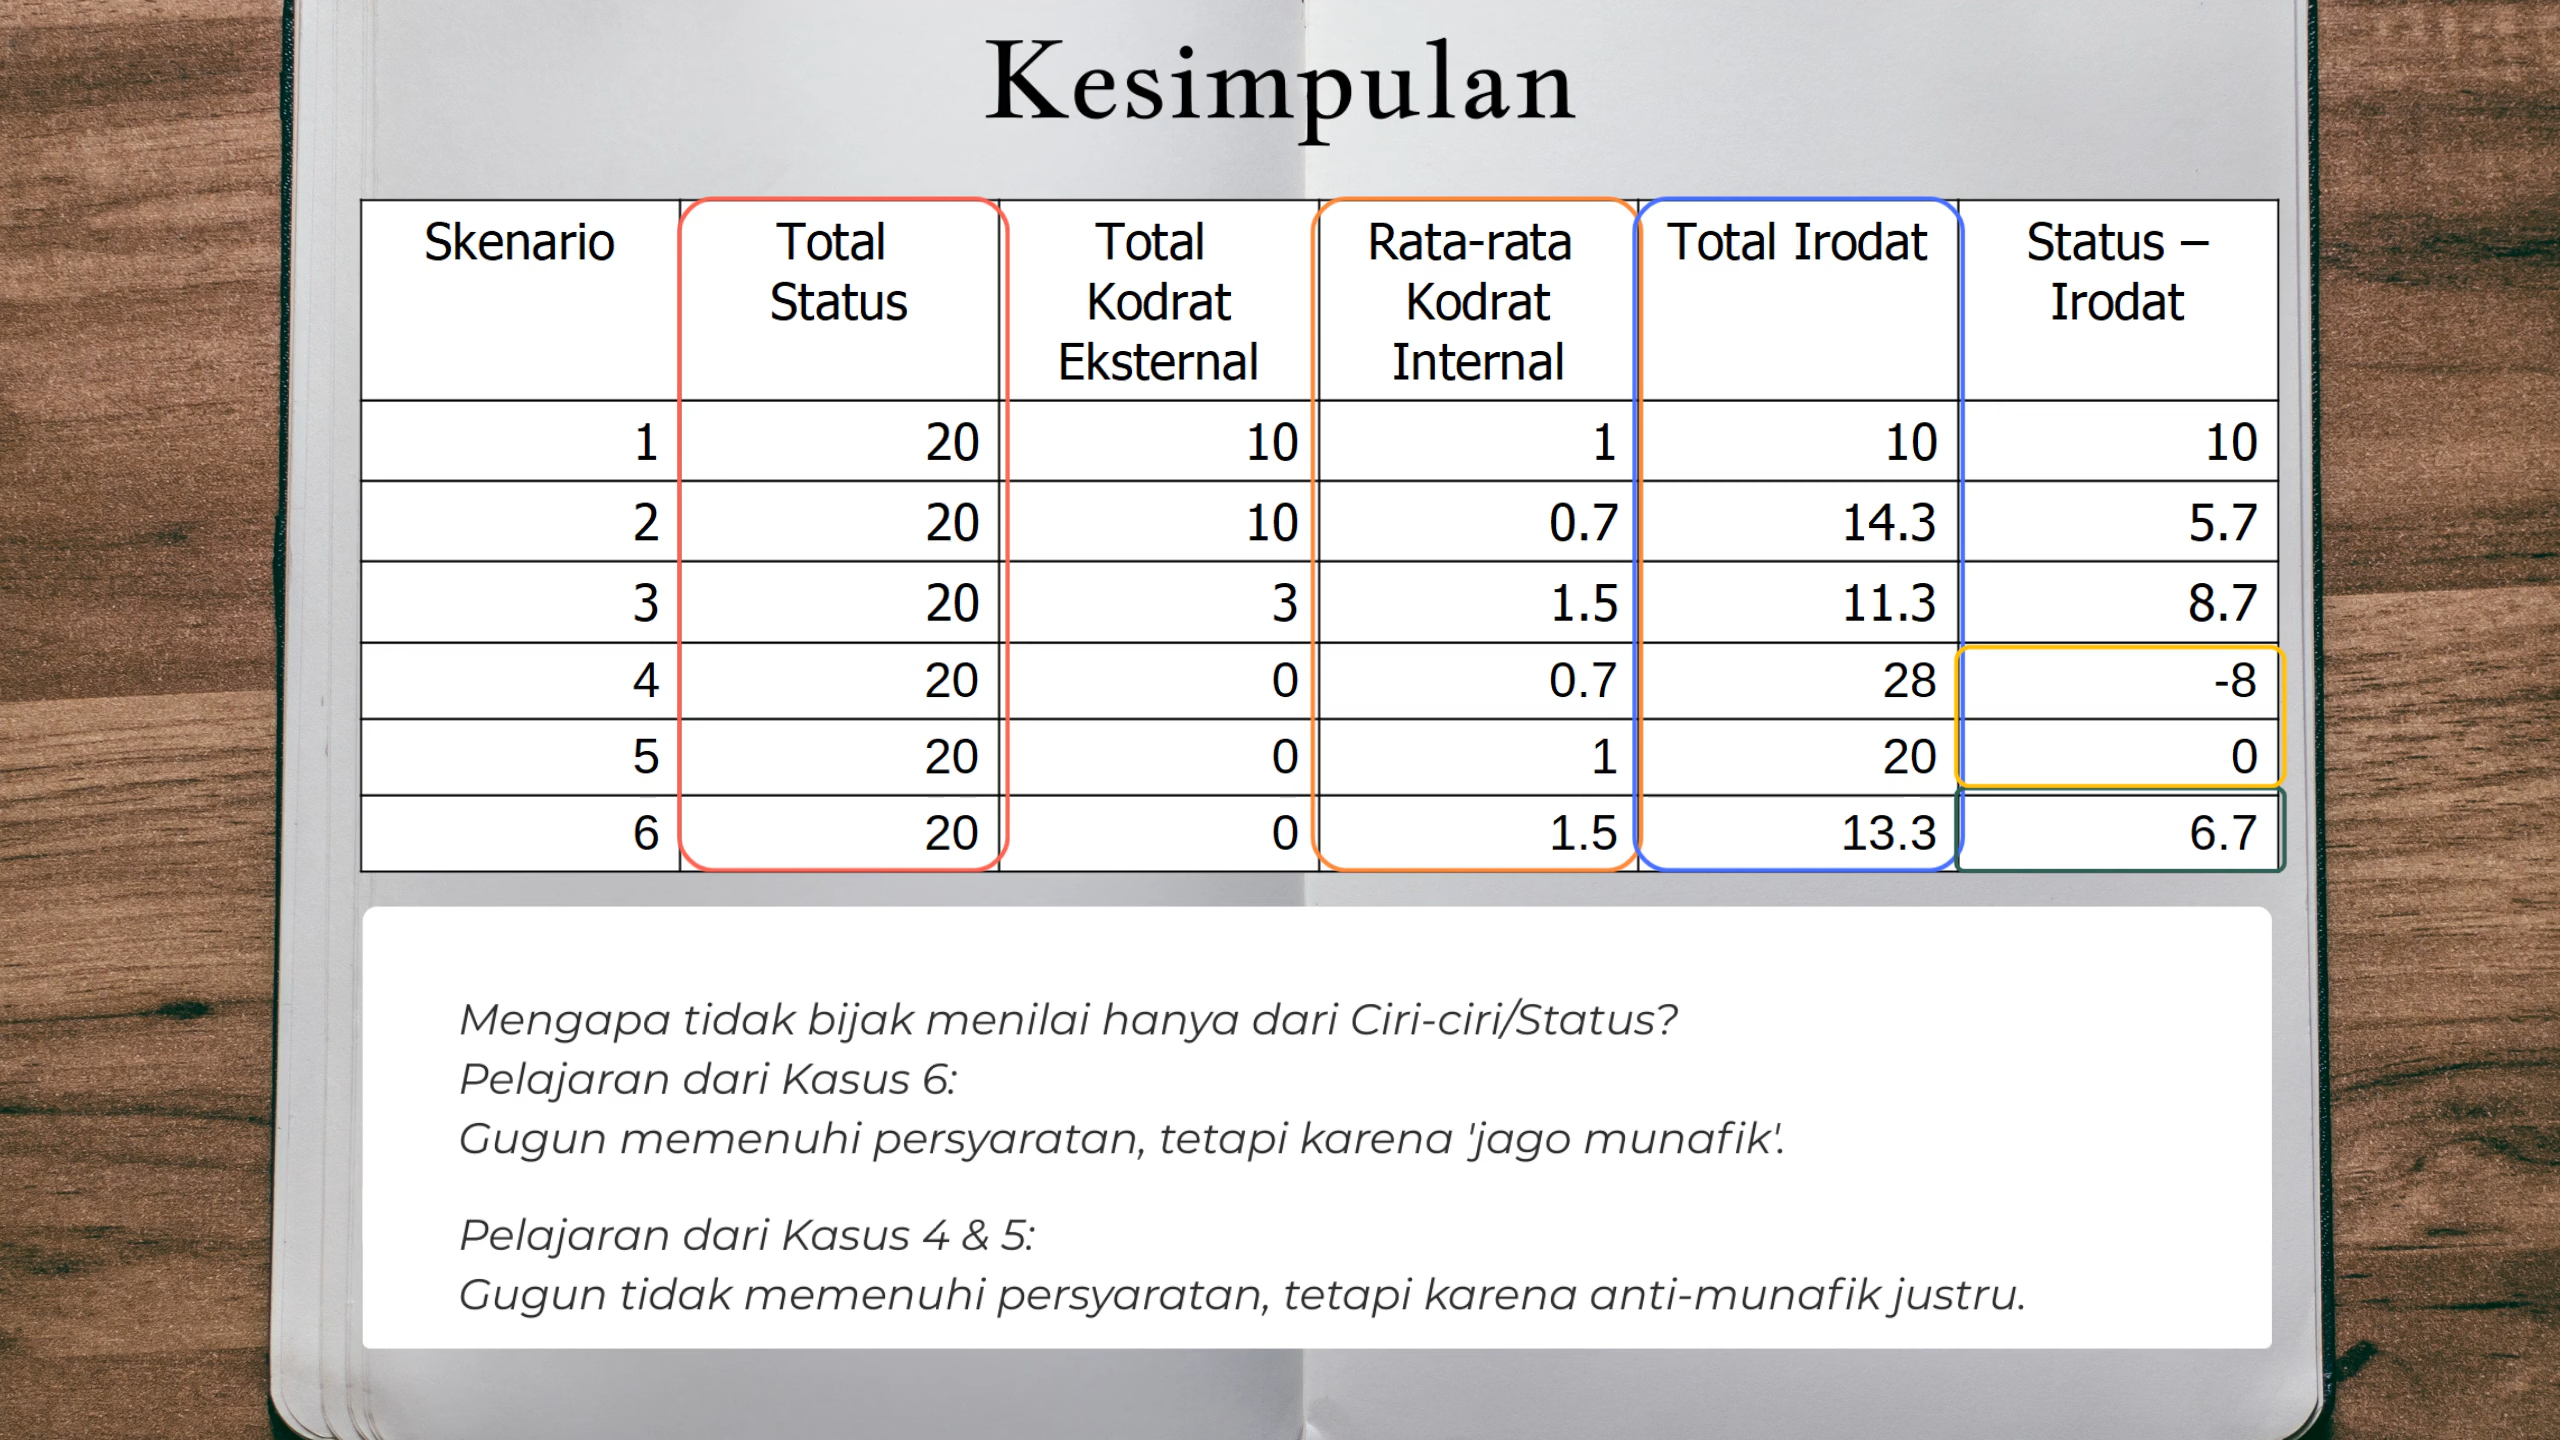 Kesimpulan
Skenario Total Status Total Kodrat Eksternal Rata-rata Kodrat Internal Total Irodat Status – Irodat
1 20 10 1 10 10
2 20 10 0.7 14.3 5.7
3 20 3 1.5 11.3 8.7
4 20 0 0.7 28 -8
5 20 0 1 20 0
6 20 0 1.5 13.3 6.7
Mengapa tidak bijak menilai hanya dari Ciri-ciri/Status?
Pelajaran dari Kasus 6:
Gugun memenuhi persyaratan, tetapi karena 'jago munafik'.
Pelajaran dari Kasus 4 & 5:
Gugun tidak memenuhi persyaratan, tetapi karena anti-munafik justru.